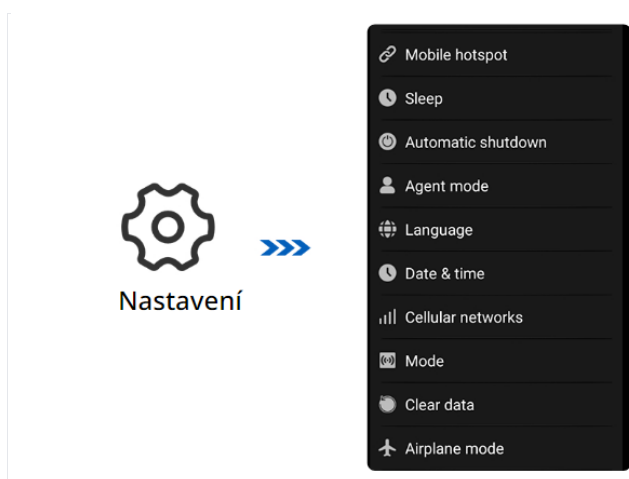 Nastavení
Mobile hotspot
Sleep
Automatic shutdown
Agent mode
Language
Date & time
Cellular networks
Mode
Clear data
Airplane mode